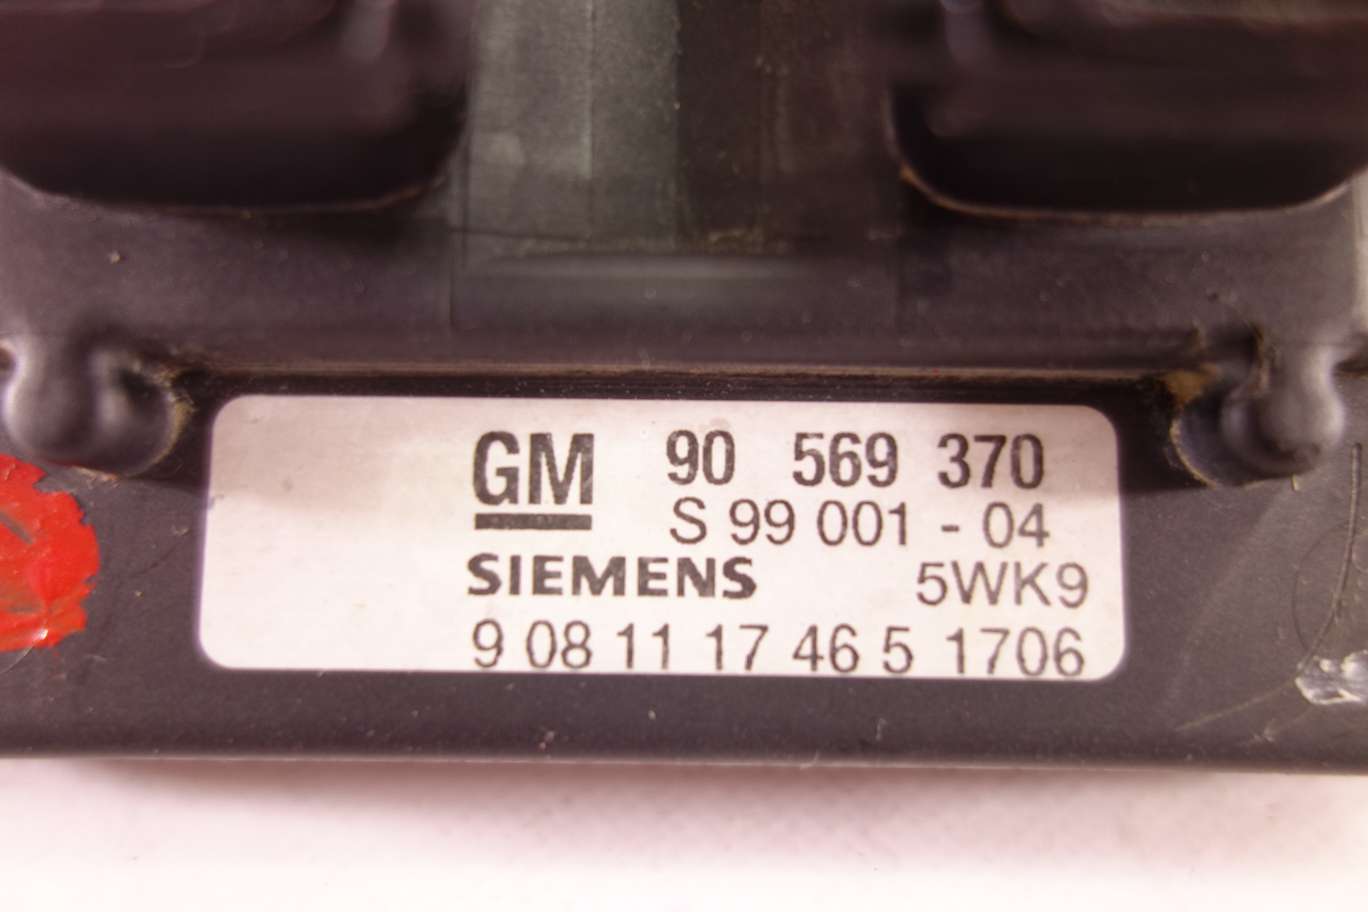 GM 90 569 370
S 99 001 - 04
SIEMENS 5WK9
9 08 11 17 46 5 1706